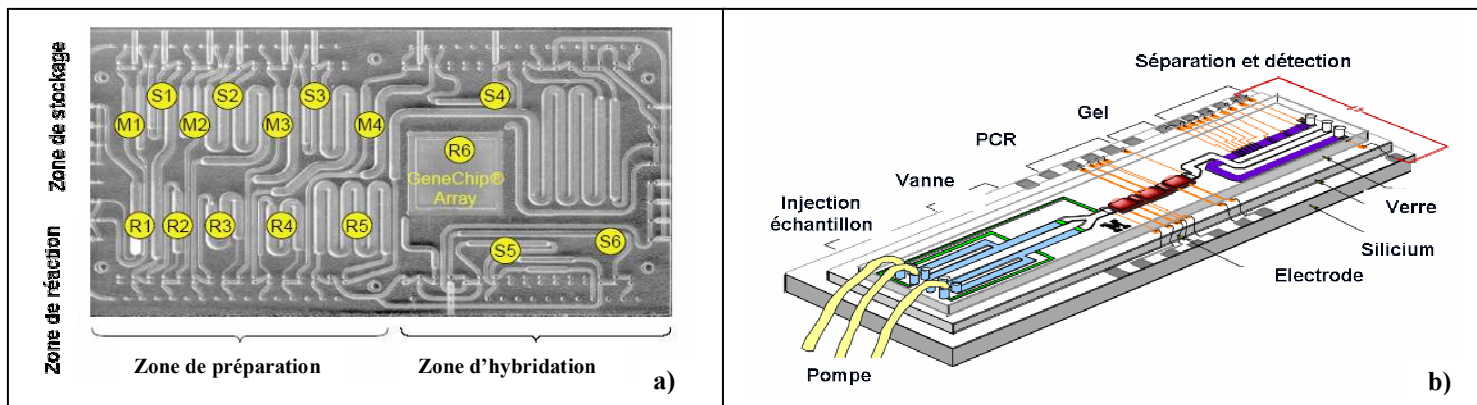 Zone de stockage
Zone de réaction
M1
S1
M2
S2
M3
S3
M4
S4
R6
GeneChip®
Array
R1
R2
R3
R4
R5
S5
S6
Zone de préparation
Zone d'hybridation
a)
Séparation et détection
Gel
PCR
Vanne
Injection
échantillon
Verre
Silicium
Electrode
Pompe
b)